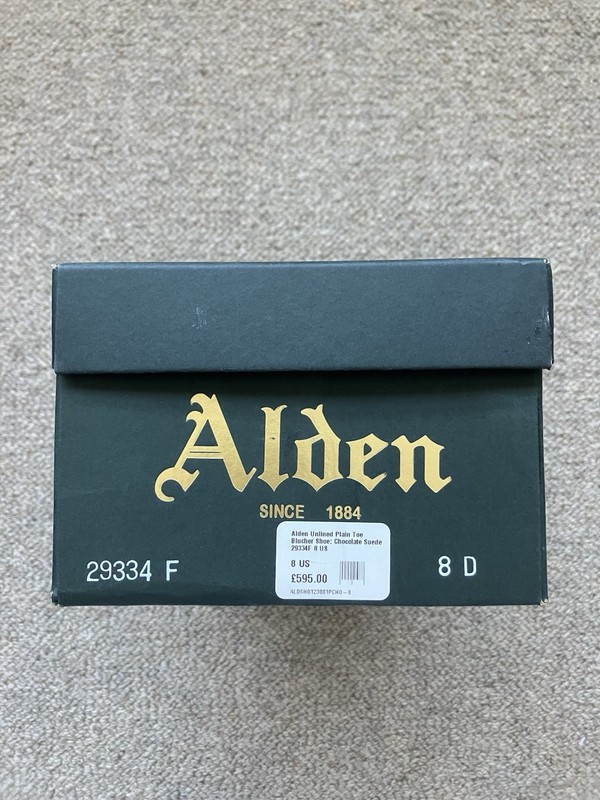 Alden
SINCE 1884
Alden Unlined Plain Toe
Blucher Shoe; Chocolate Suede
29334F 8 US
8 US
£595.00
29334 F
8 D